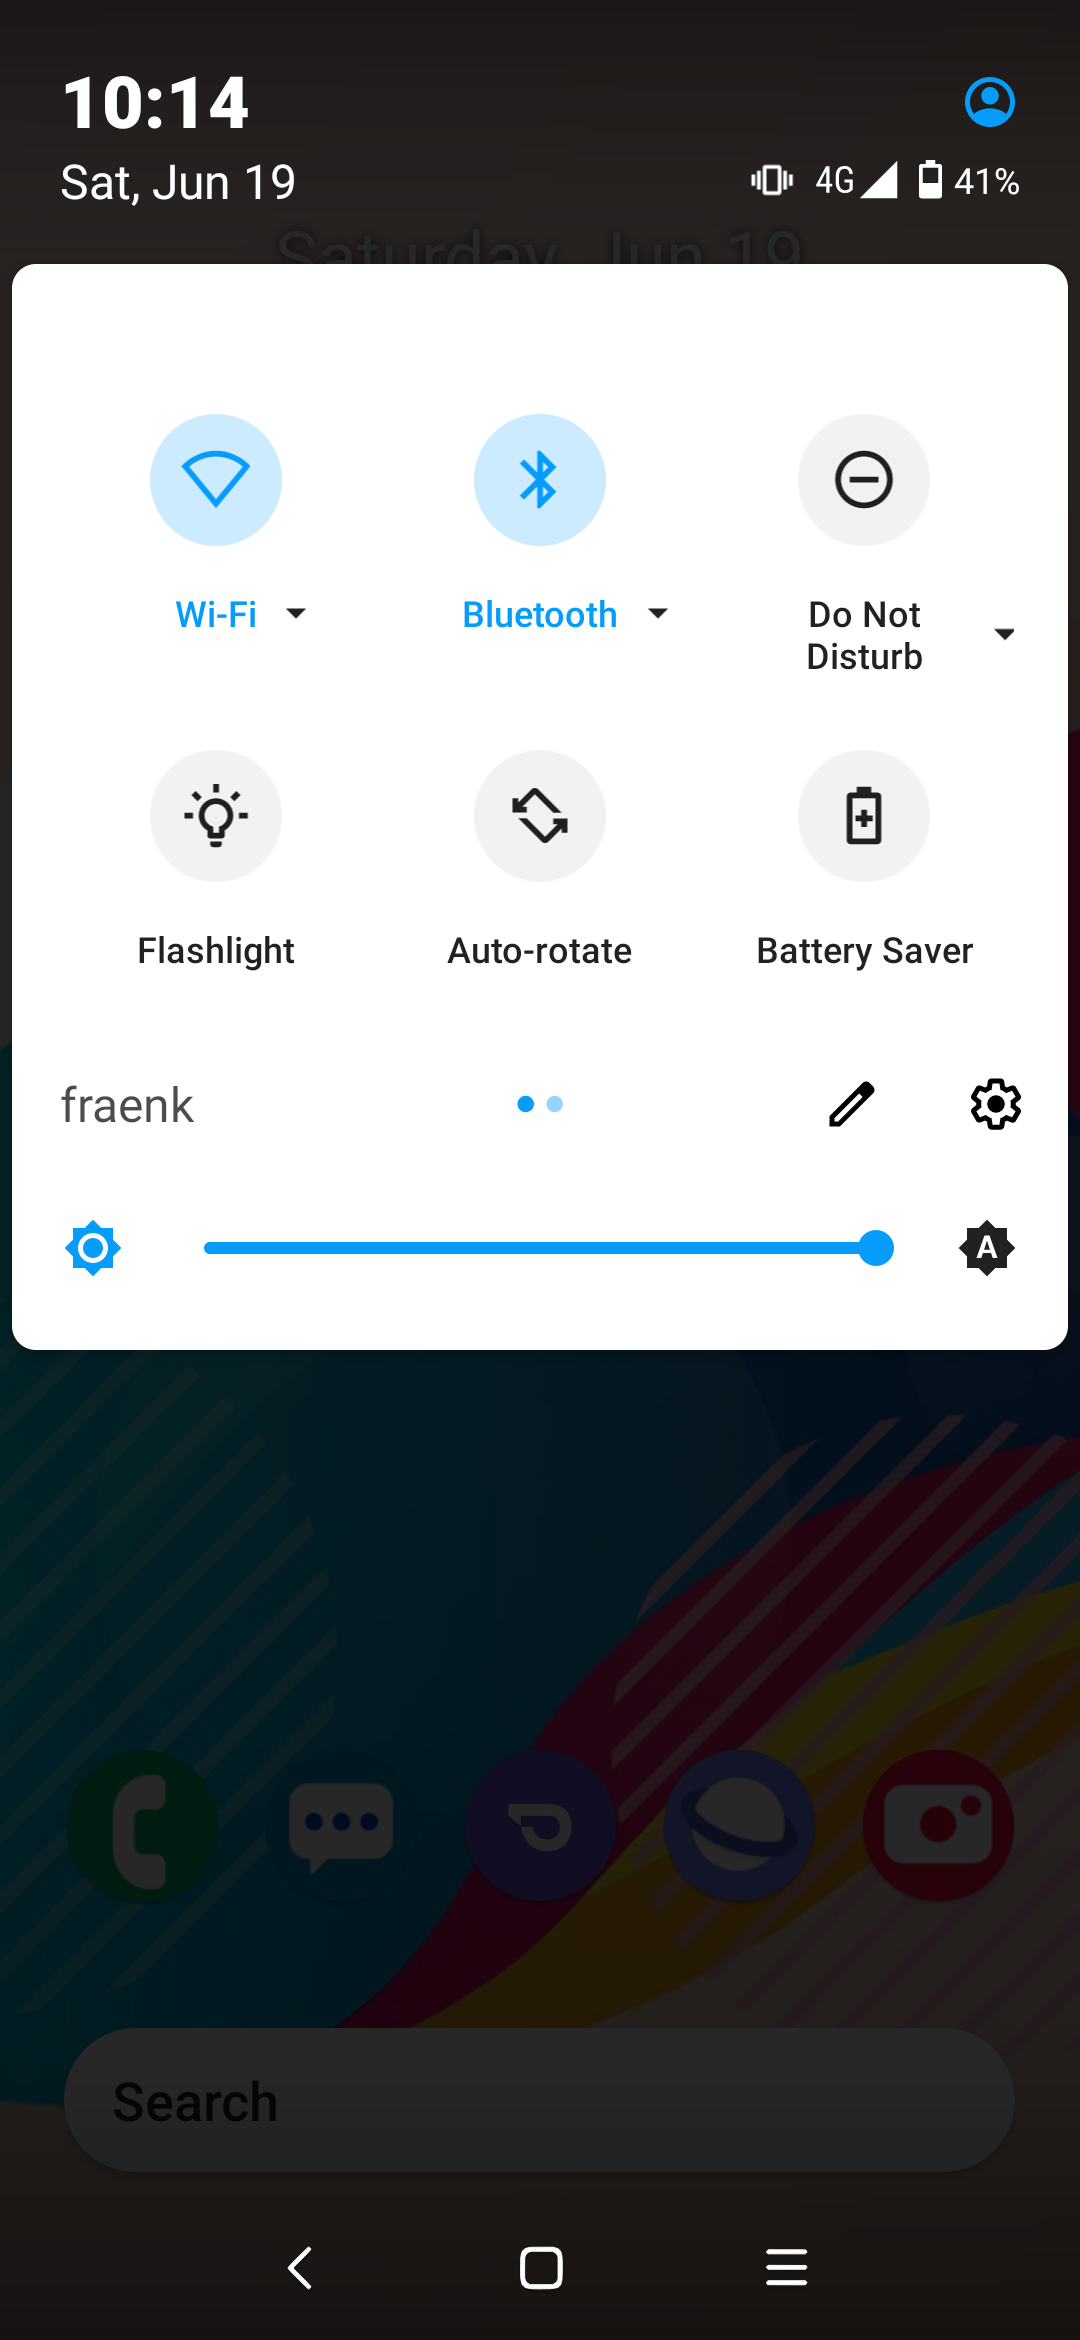 10:14
Sat, Jun 19
4G 41%
Saturday, Jun 19
Wi-Fi
Bluetooth
Do Not
Disturb
Flashlight
Auto-rotate
Battery Saver
fraenk
A
Search